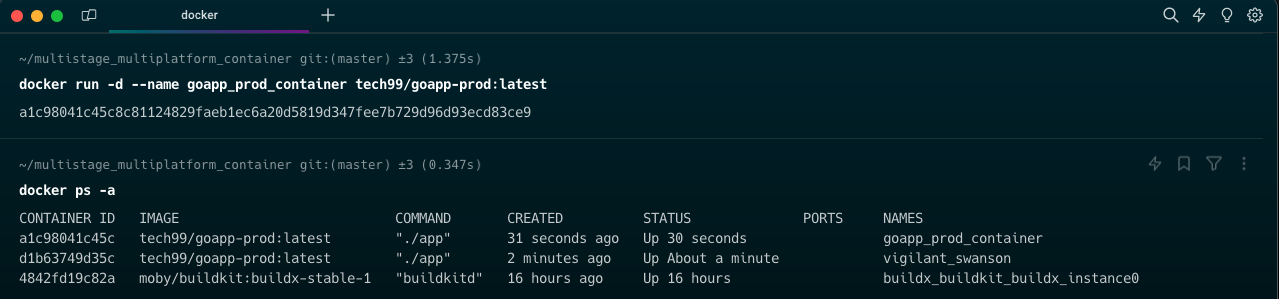 docker
~/multistage_multiplatform_container git:(master) ±3 (1.375s)
docker run -d --name goapp_prod_container tech99/goapp-prod:latest
a1c98041c45c8c81124829faeb1ec6a20d5819d347fee7b729d96d93ecd83ce9
~/multistage_multiplatform_container git:(master) ±3 (0.347s)
docker ps -a
CONTAINER ID   IMAGE                           COMMAND       CREATED          STATUS              PORTS     NAMES
a1c98041c45c   tech99/goapp-prod:latest        "./app"       31 seconds ago   Up 30 seconds                 goapp_prod_container
d1b63749d35c   tech99/goapp-prod:latest        "./app"       2 minutes ago    Up About a minute             vigilant_swanson
4842fd19c82a   moby/buildkit:buildx-stable-1   "buildkitd"   16 hours ago     Up 16 hours                   buildx_buildkit_buildx_instance0